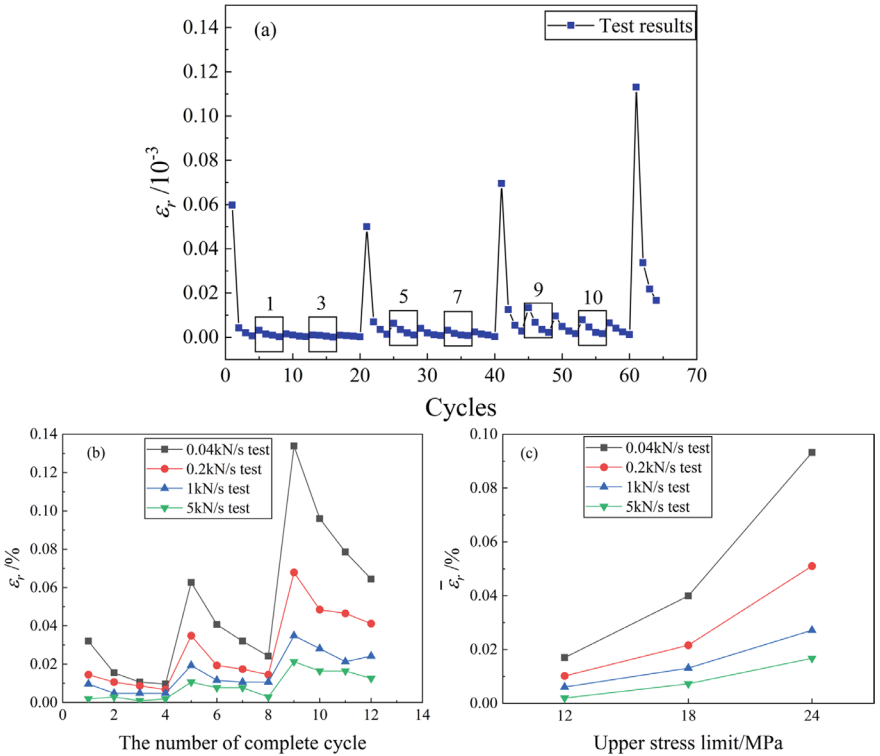 0.14
0.12
0.10
0.08
0.06
0.04
0.02
0.00
εr /10⁻³
(a)
Test results
1
3
5
7
9
10
0 10 20 30 40 50 60 70
Cycles
0.14
0.12
0.10
0.08
0.06
0.04
0.02
0.00
εr /%
(b)
0.04kN/s test
0.2kN/s test
1kN/s test
5kN/s test
0 2 4 6 8 10 12 14
The number of complete cycle
0.10
0.08
0.06
0.04
0.02
0.00
ε̄r /%
(c)
0.04kN/s test
0.2kN/s test
1kN/s test
5kN/s test
12 18 24
Upper stress limit/MPa